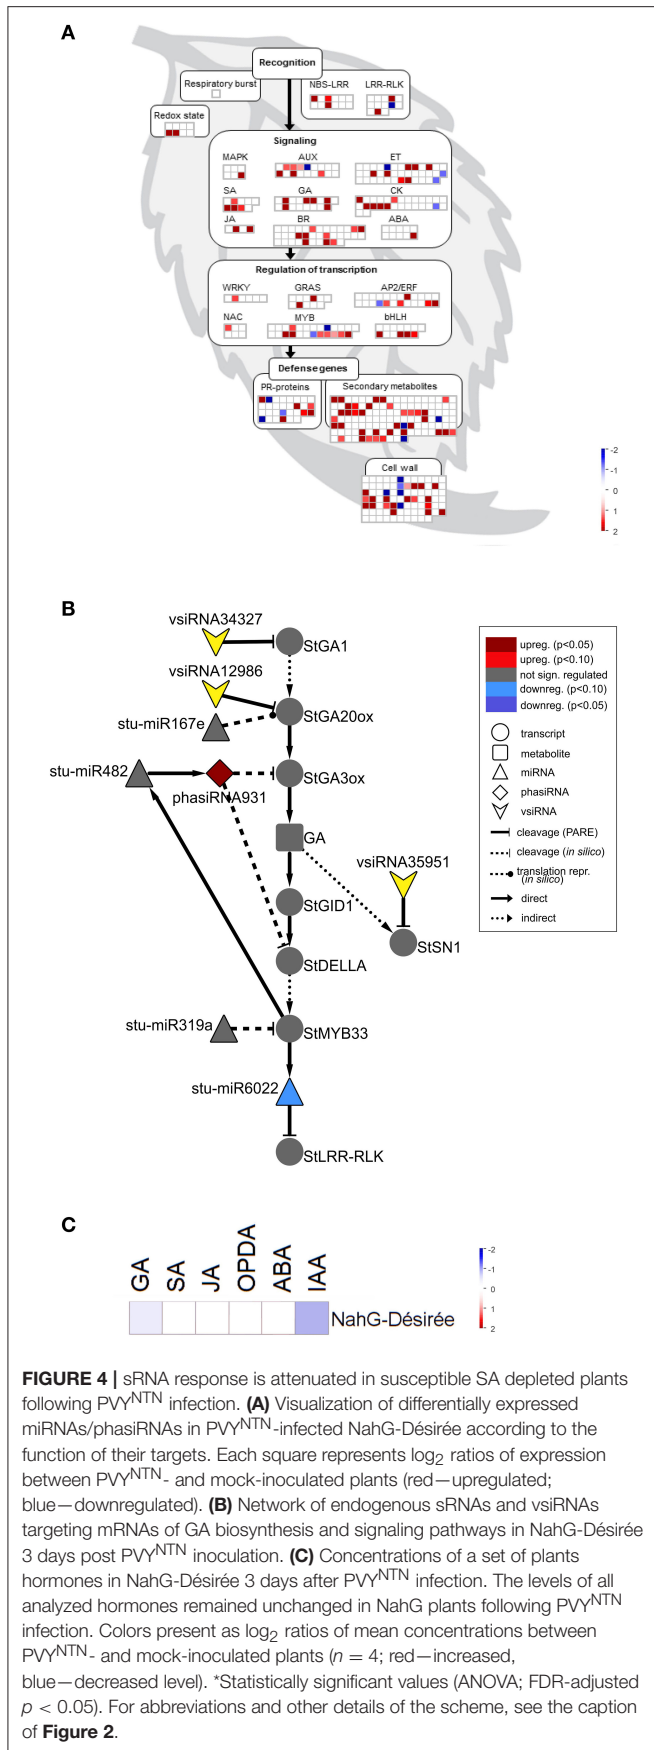 A
Recognition
Respiratory burst
NBS-LRR LRR-RLK
Redox state
Signaling
MAPK AUX ET
SA GA CK
JA BR ABA
Regulation of transcription
WRKY GRAS AP2/ERF
NAC MYB bHLH
Defense genes
PR-proteins Secondary metabolites
Cell wall
-2
-1
0
1
2
B
vsiRNA34327
StGA1
vsiRNA12986
StGA20ox
stu-miR167e
stu-miR482
StGA3ox
phasiRNA931
GA
vsiRNA35951
StGID1
StSN1
StDELLA
stu-miR319a
StMYB33
stu-miR6022
StLRR-RLK
upreg. (p<0.05)
upreg. (p<0.10)
not sign. regulated
downreg. (p<0.10)
downreg. (p<0.05)
transcript
metabolite
miRNA
phasiRNA
vsiRNA
cleavage (PARE)
cleavage (in silico)
translation repr.
(in silico)
direct
indirect
C
GA SA JA OPDA ABA IAA
NahG-Désirée
-2
-1
0
1
2
FIGURE 4 | sRNA response is attenuated in susceptible SA depleted plants
following PVYNTN infection. (A) Visualization of differentially expressed
miRNAs/phasiRNAs in PVYNTN-infected NahG-Désirée according to the
function of their targets. Each square represents log2 ratios of expression
between PVYNTN- and mock-inoculated plants (red—upregulated;
blue—downregulated). (B) Network of endogenous sRNAs and vsiRNAs
targeting mRNAs of GA biosynthesis and signaling pathways in NahG-Désirée
3 days post PVYNTN inoculation. (C) Concentrations of a set of plants
hormones in NahG-Désirée 3 days after PVYNTN infection. The levels of all
analyzed hormones remained unchanged in NahG plants following PVYNTN
infection. Colors present as log2 ratios of mean concentrations between
PVYNTN- and mock-inoculated plants (n = 4; red—increased,
blue—decreased level). *Statistically significant values (ANOVA; FDR-adjusted
p < 0.05). For abbreviations and other details of the scheme, see the caption
of Figure 2.